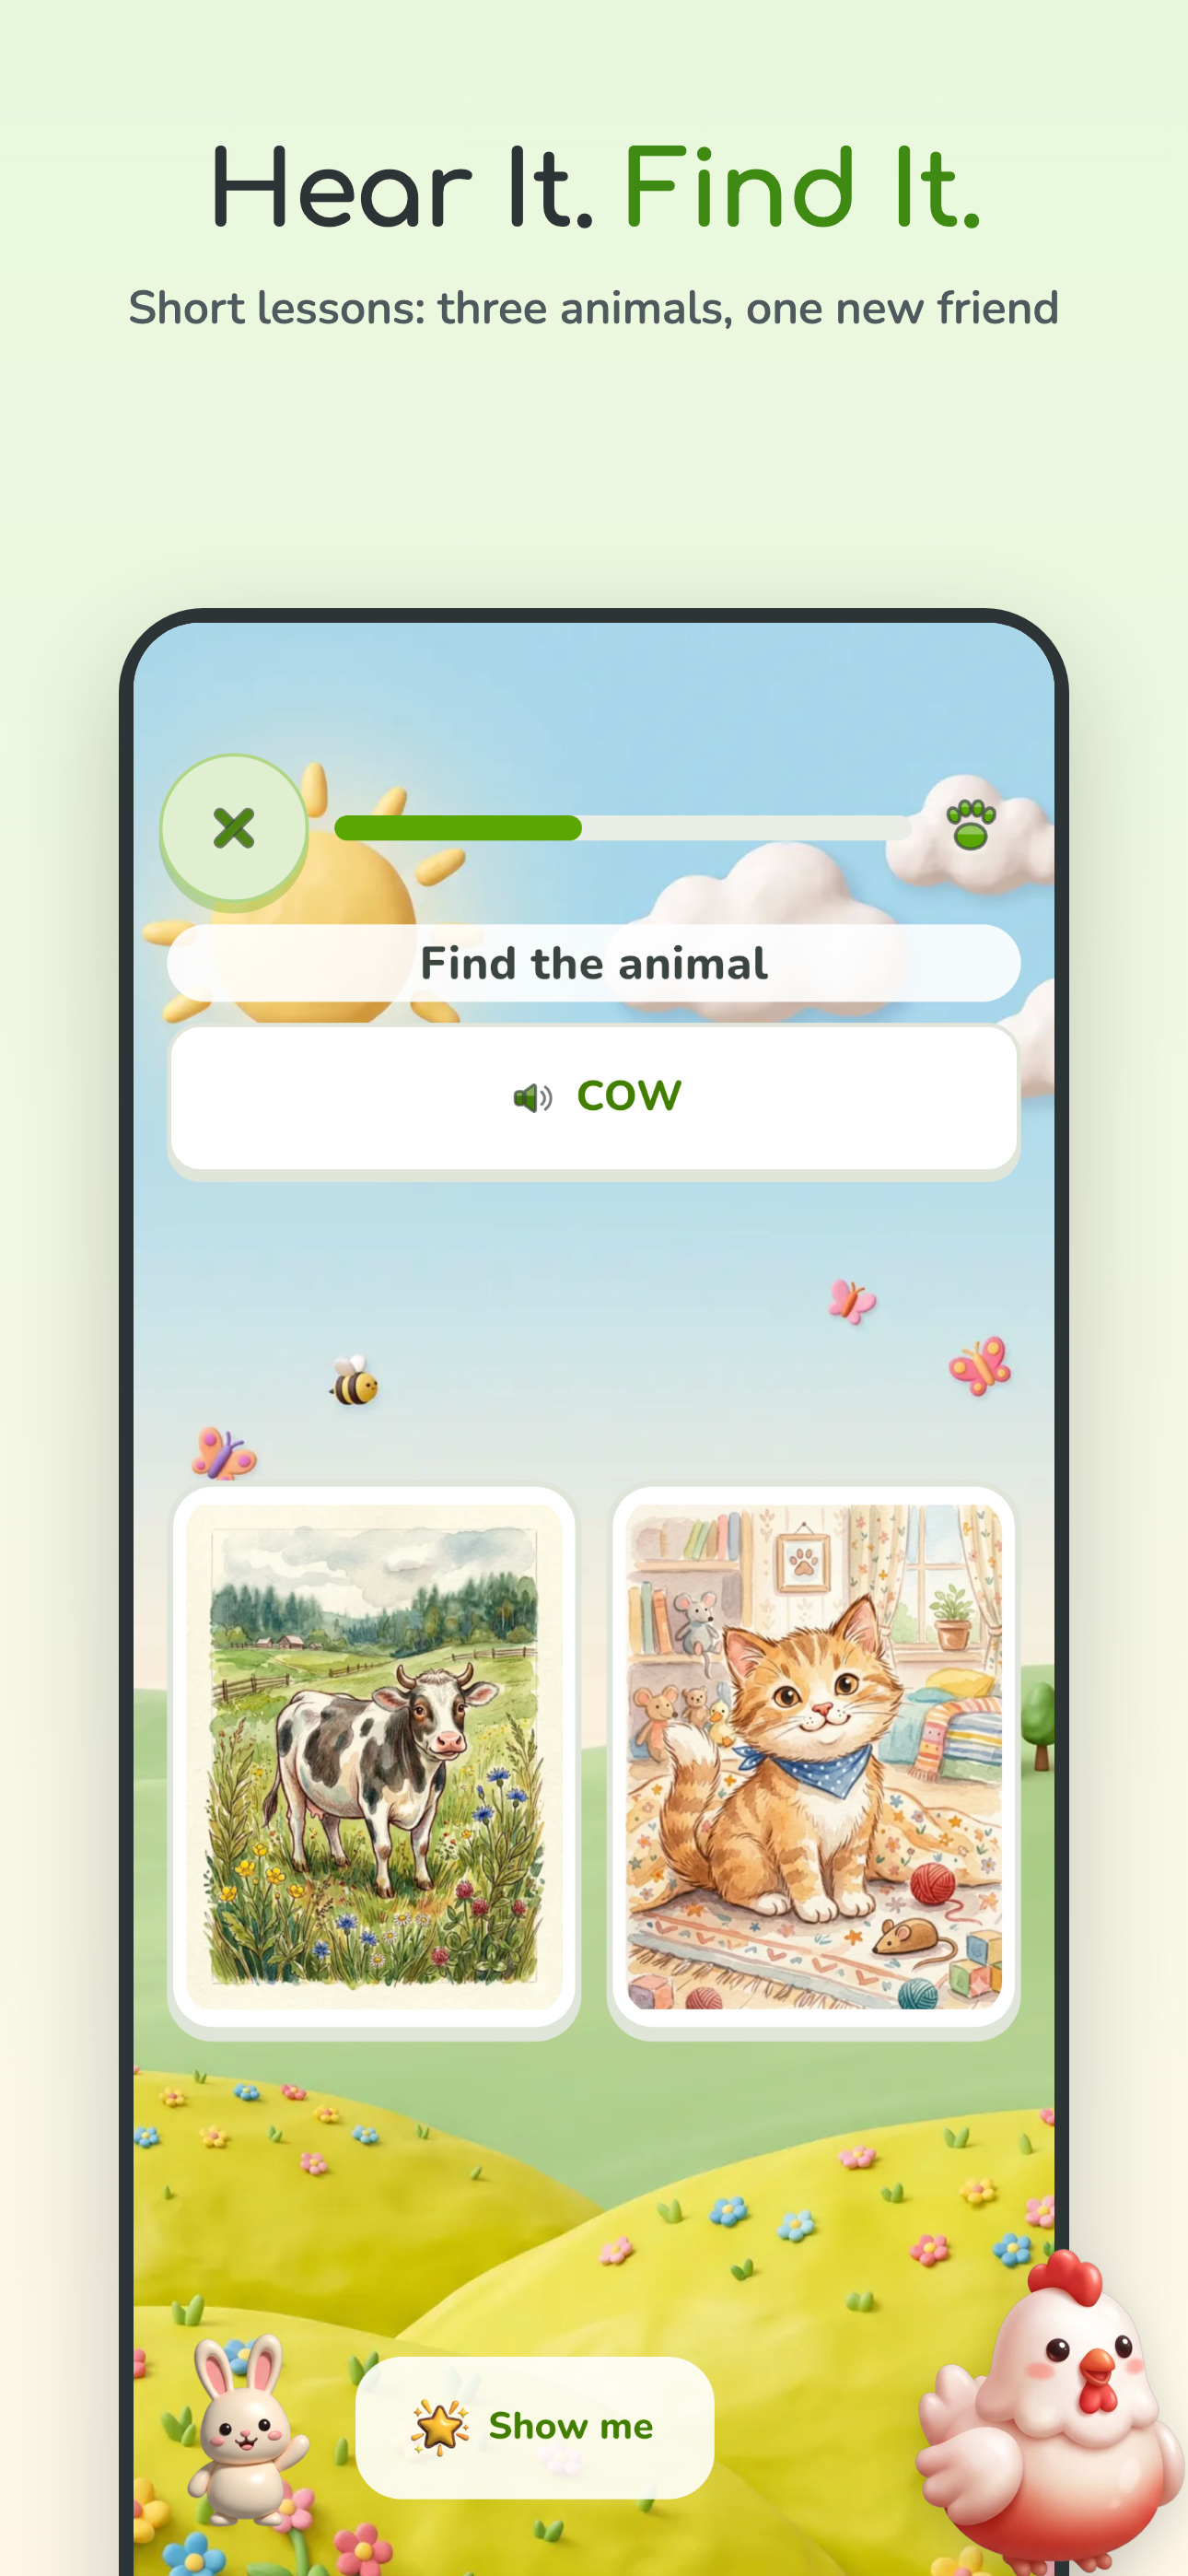 Hear It. Find It.
Short lessons: three animals, one new friend
Find the animal
COW
Show me